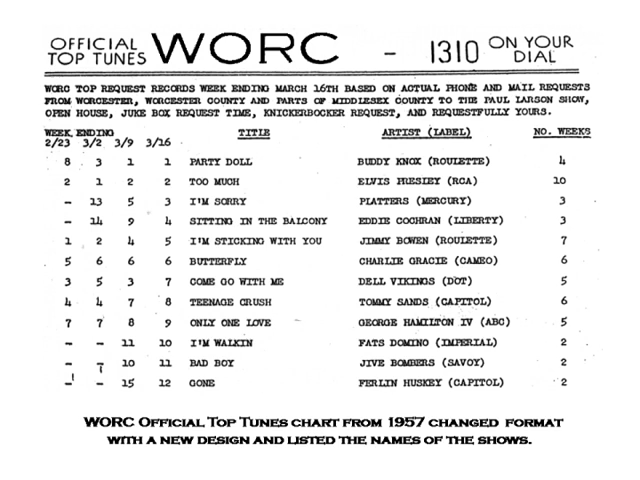 OFFICIAL TOP TUNES WORC - 1310 ON YOUR DIAL
WORC TOP REQUEST RECORDS WEEK ENDING MARCH 16TH BASED ON ACTUAL PHONE AND MAIL REQUESTS
FROM WORCESTER, WORCESTER COUNTY AND PARTS OF MIDDLESEX COUNTY TO THE PAUL LARSON SHOW,
OPEN HOUSE, JUKE BOX REQUEST TIME, KNICKERBOCKER REQUEST, AND REQUESTFULLY YOURS.
WEEK ENDING TITLE ARTIST (LABEL) NO. WEEKS
2/23 3/2 3/9 3/16
8 3 1 1 PARTY DOLL BUDDY KNOX (ROULETTE) 4
2 1 2 2 TOO MUCH ELVIS PRESLEY (RCA) 10
- 13 5 3 I'M SORRY PLATTERS (MERCURY) 3
- 14 9 4 SITTING IN THE BALCONY EDDIE COCHRAN (LIBERTY) 3
1 2 4 5 I'M STICKING WITH YOU JIMMY BOWEN (ROULETTE) 7
5 6 6 6 BUTTERFLY CHARLIE GRACIE (CAMEO) 6
3 5 3 7 COME GO WITH ME DELL VIKINGS (DOT) 5
4 4 7 8 TEENAGE CRUSH TOMMY SANDS (CAPITOL) 6
7 7 8 9 ONLY ONE LOVE GEORGE HAMILTON IV (ABC) 5
- - 11 10 I'M WALKIN FATS DOMINO (IMPERIAL) 2
- - 10 11 BAD BOY JIVE BOMBERS (SAVOY) 2
- - 15 12 GONE FERLIN HUSKEY (CAPITOL) 2
WORC OFFICIAL TOP TUNES CHART FROM 1957 CHANGED FORMAT
WITH A NEW DESIGN AND LISTED THE NAMES OF THE SHOWS.